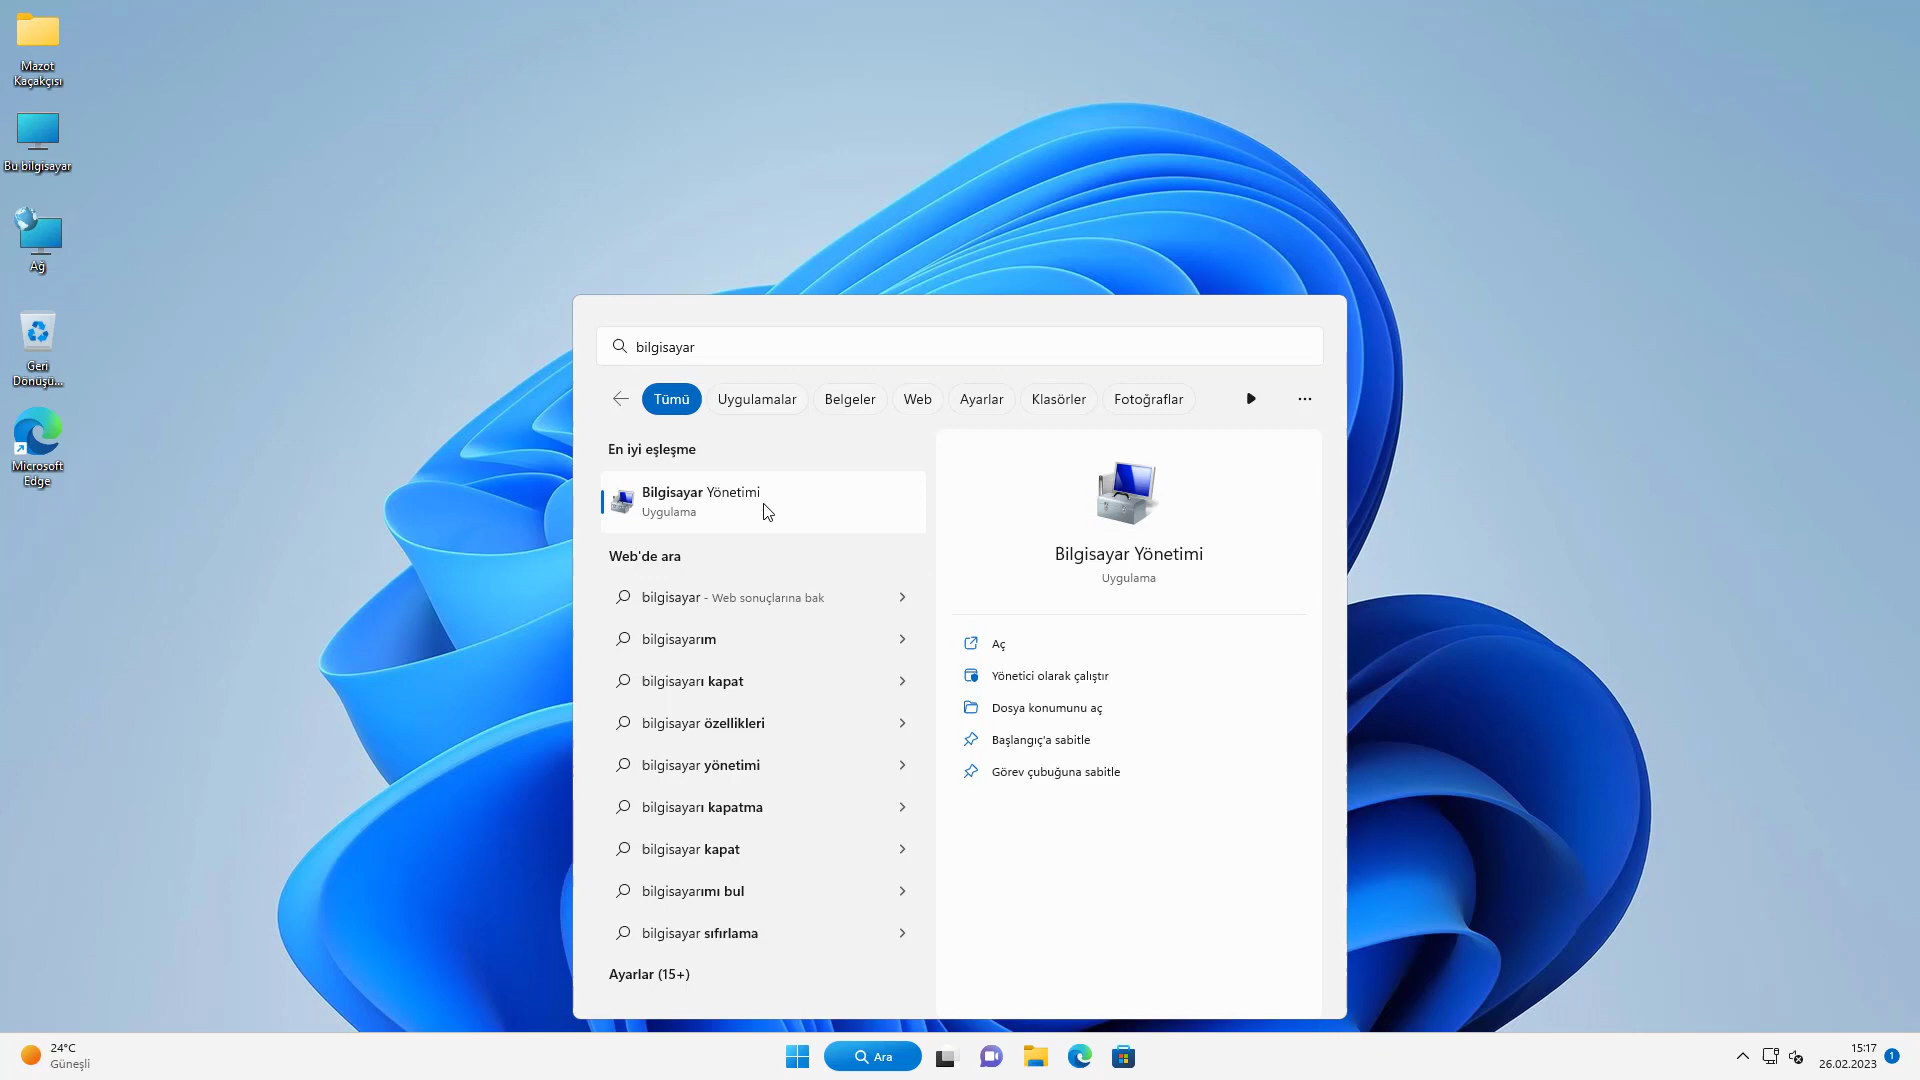 Mazot
Kaçakçısı
Bu bilgisayar
Ağ
Geri
Dönüşü...
Microsoft
Edge
bilgisayar
Tümü Uygulamalar Belgeler Web Ayarlar Klasörler Fotoğraflar
En iyi eşleşme
Bilgisayar Yönetimi
Uygulama
Web'de ara
bilgisayar - Web sonuçlarına bak
bilgisayarım
bilgisayarı kapat
bilgisayar özellikleri
bilgisayar yönetimi
bilgisayarı kapatma
bilgisayar kapat
bilgisayarımı bul
bilgisayar sıfırlama
Ayarlar (15+)
Bilgisayar Yönetimi
Uygulama
Aç
Yönetici olarak çalıştır
Dosya konumunu aç
Başlangıç'a sabitle
Görev çubuğuna sabitle
24°C
Güneşli
Ara
15:17
26.02.2023
1